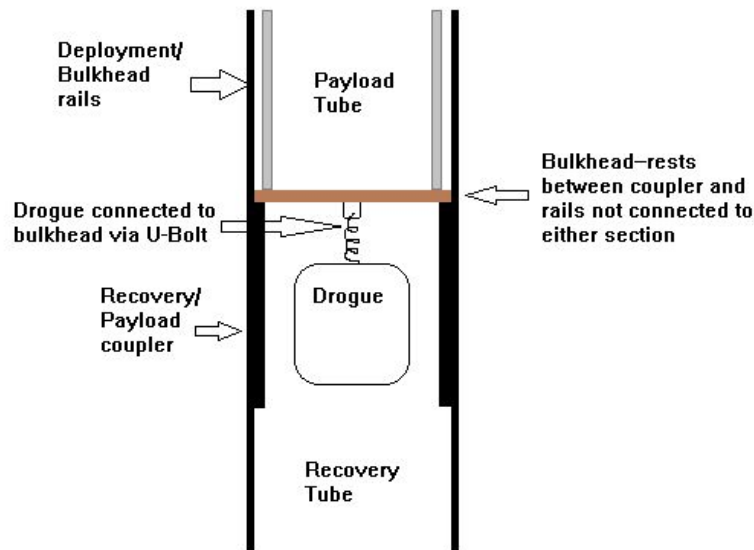 Deployment/
Bulkhead
rails
Payload
Tube
Bulkhead–rests
between coupler and
rails not connected to
either section
Drogue connected to
bulkhead via U-Bolt
Drogue
Recovery/
Payload
coupler
Recovery
Tube